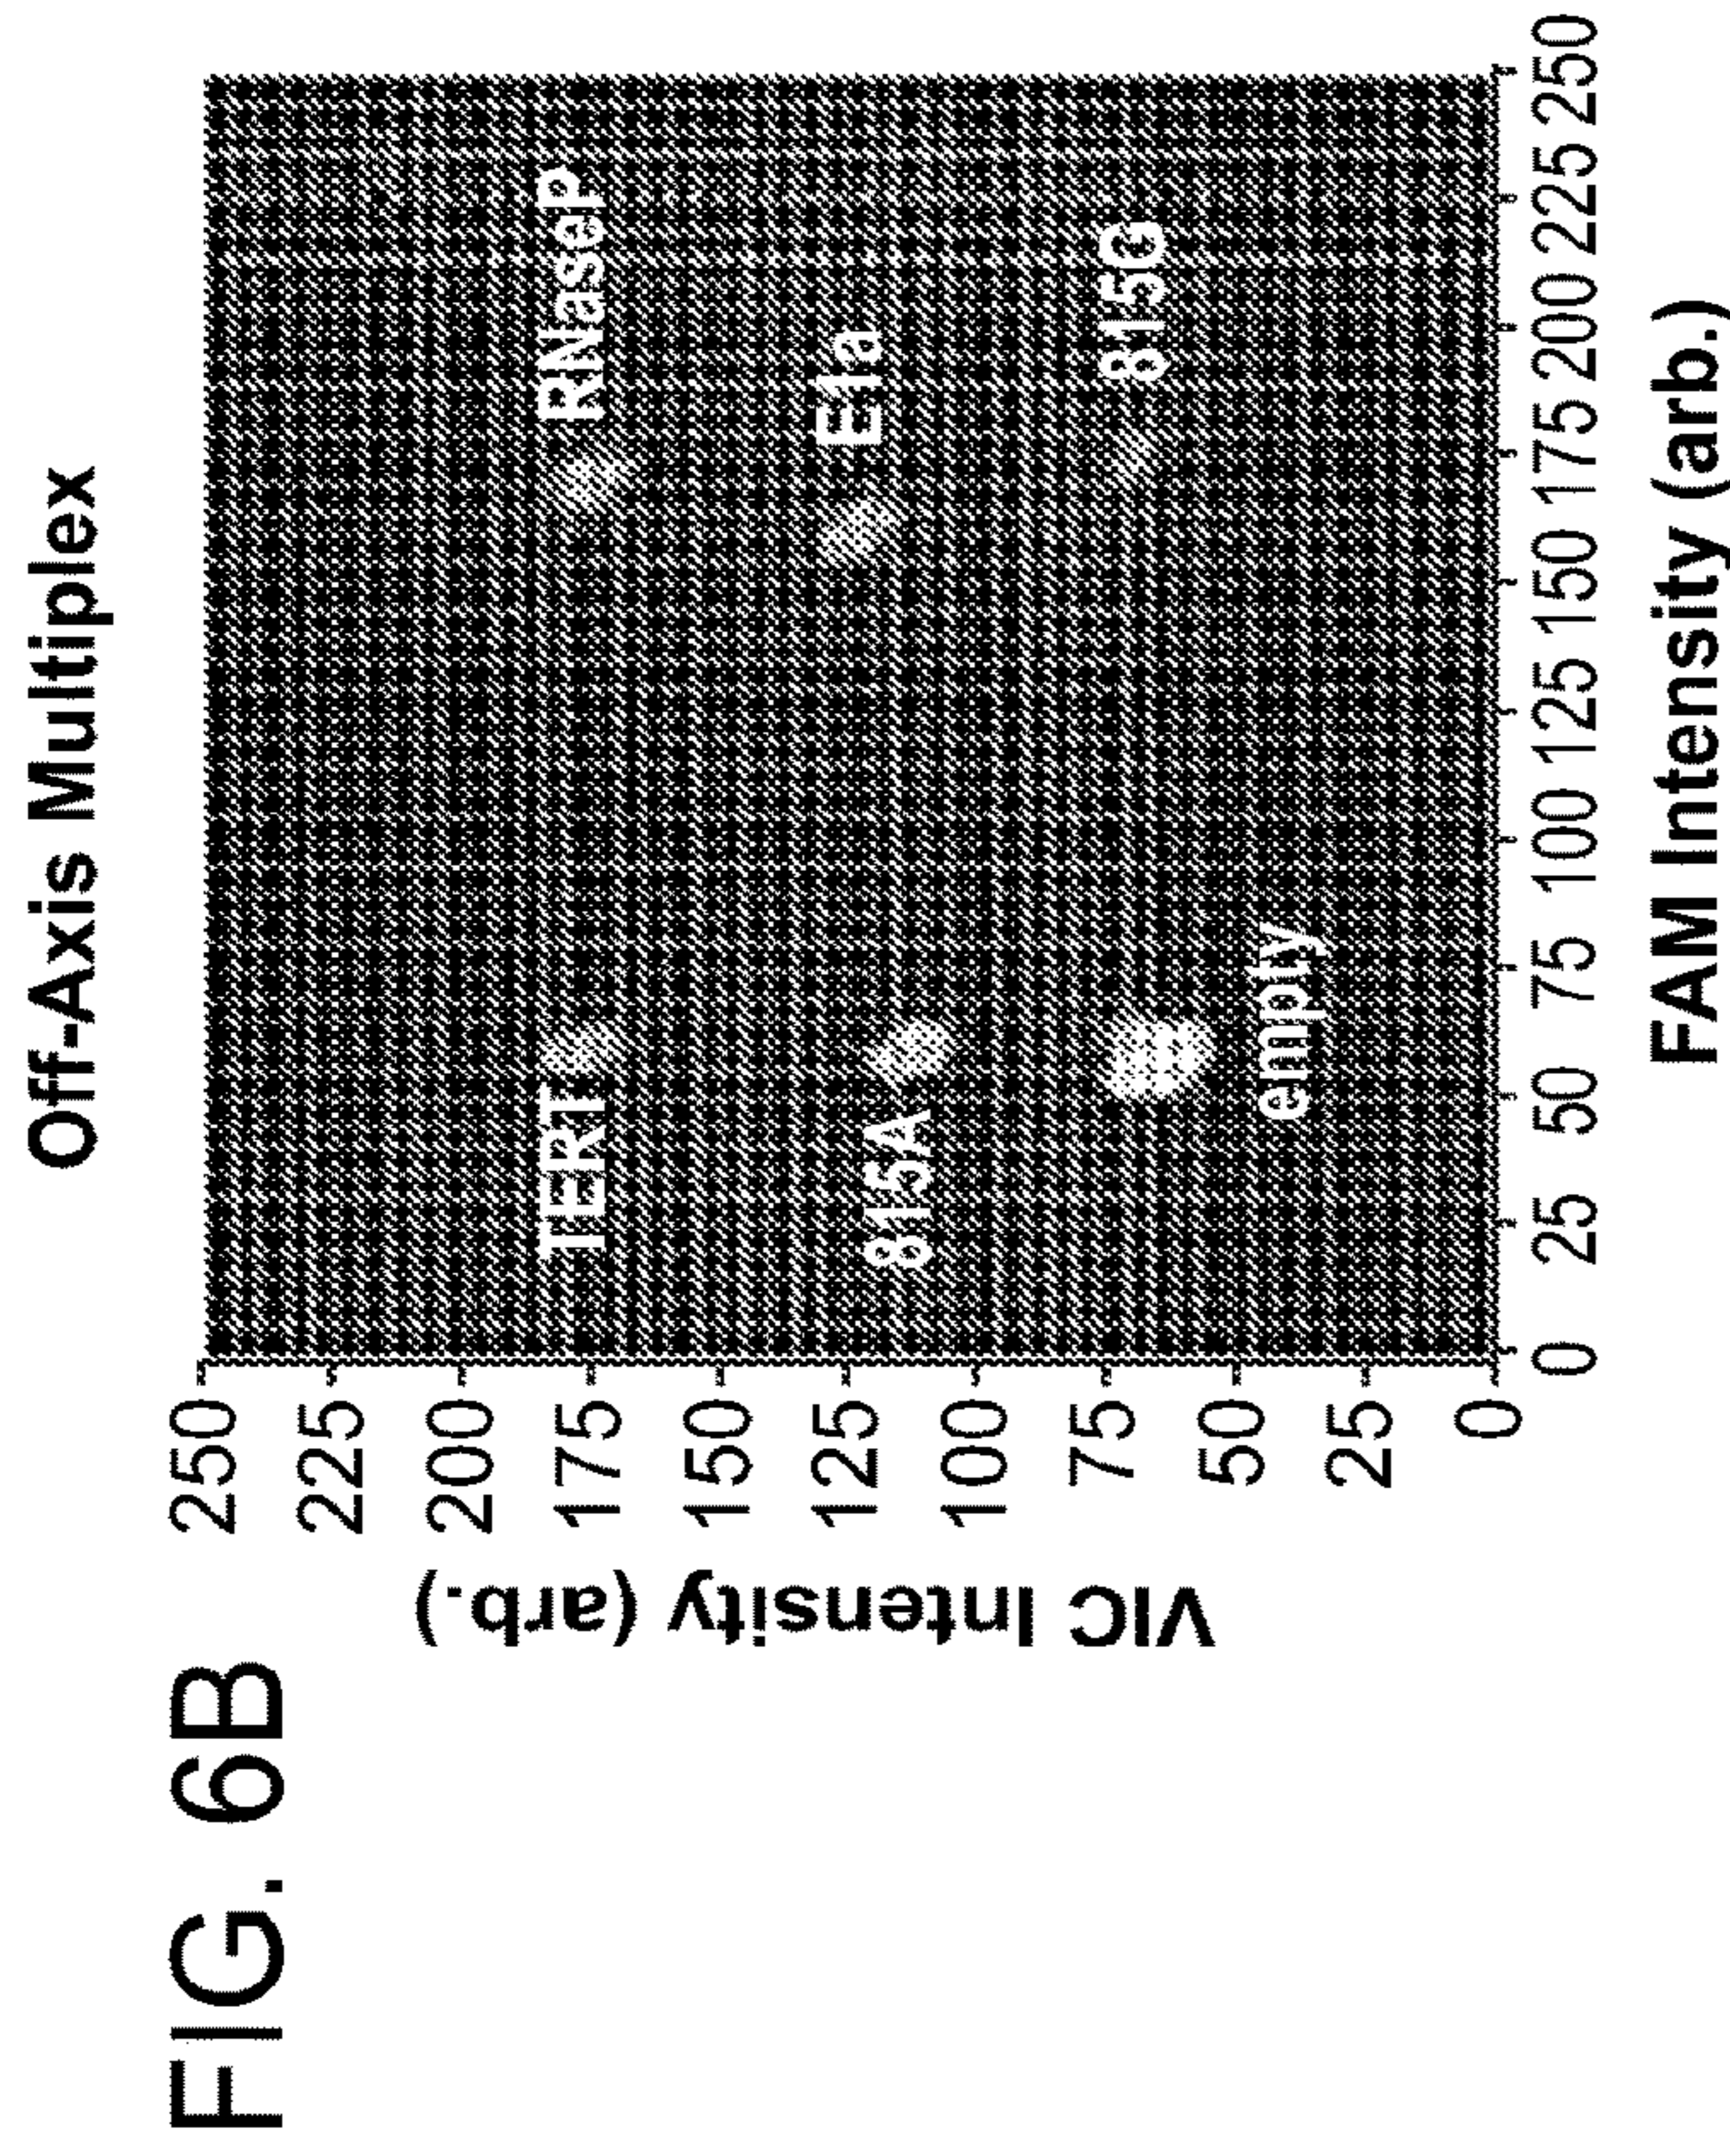 FIG. 6B
Off-Axis Multiplex
VIC Intensity (arb.)
250
225
200
175
150
125
100
75
50
25
0
TERT
RNaseP
815A
E1a
empty
815G
0 25 50 75 100 125 150 175 200 225 250
FAM Intensity (arb.)